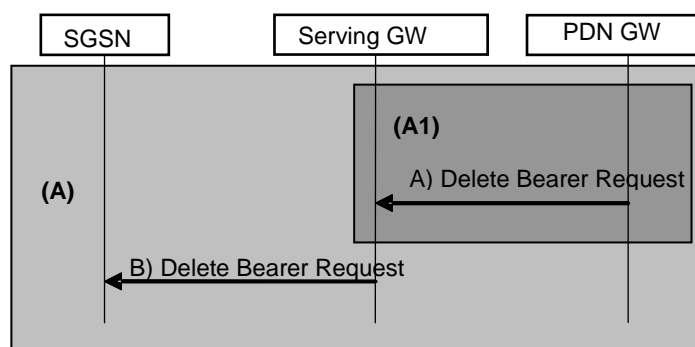 SGSN
Serving GW
PDN GW
(A1)
(A)
A) Delete Bearer Request
B) Delete Bearer Request